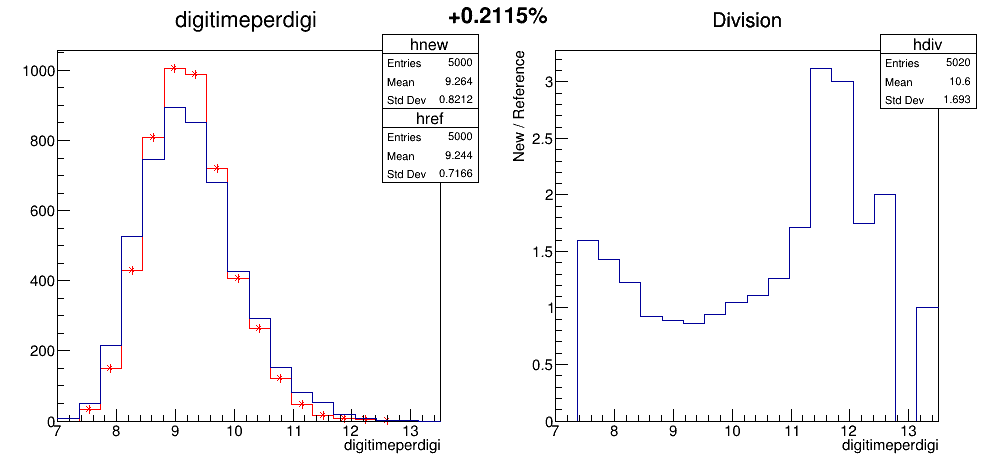 +0.2115%
digitimeperdigi
hnew
Entries 5000
Mean 9.264
Std Dev 0.8212
href
Entries 5000
Mean 9.244
Std Dev 0.7166
1000
800
600
400
200
0
7 8 9 10 11 12 13
digitimeperdigi
Division
hdiv
Entries 5020
Mean 10.6
Std Dev 1.693
New / Reference
3
2.5
2
1.5
1
0.5
0
7 8 9 10 11 12 13
digitimeperdigi